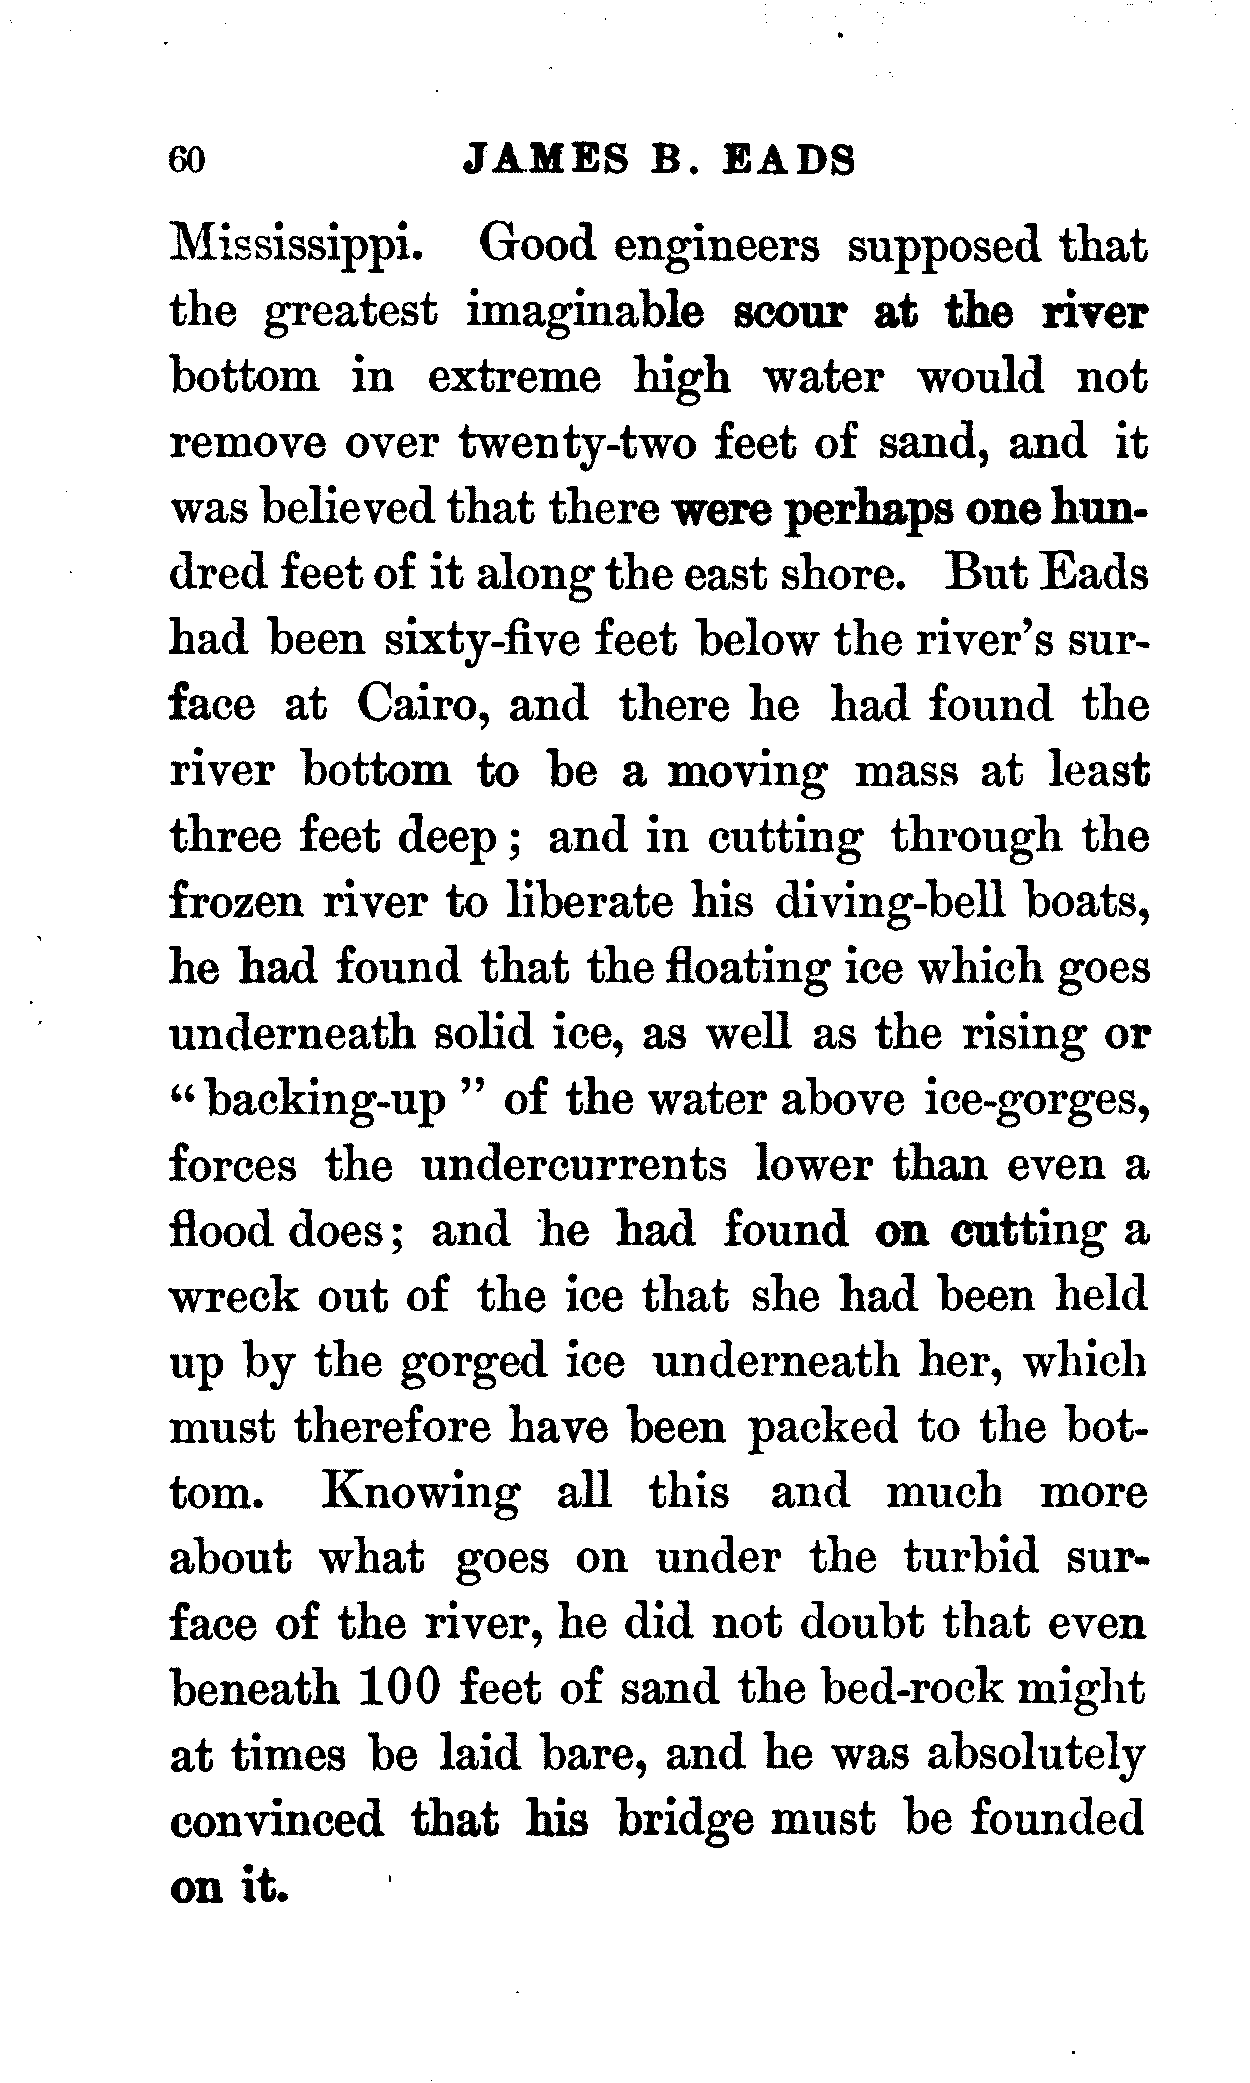 60 JAMES B. EADS
Mississippi. Good engineers supposed that
the greatest imaginable scour at the river
bottom in extreme high water would not
remove over twenty-two feet of sand, and it
was believed that there were perhaps one hun-
dred feet of it along the east shore. But Eads
had been sixty-five feet below the river's sur-
face at Cairo, and there he had found the
river bottom to be a moving mass at least
three feet deep ; and in cutting through the
frozen river to liberate his diving-bell boats,
he had found that the floating ice which goes
underneath solid ice, as well as the rising or
“ backing-up ” of the water above ice-gorges,
forces the undercurrents lower than even a
flood does ; and he had found on cutting a
wreck out of the ice that she had been held
up by the gorged ice underneath her, which
must therefore have been packed to the bot-
tom. Knowing all this and much more
about what goes on under the turbid sur-
face of the river, he did not doubt that even
beneath 100 feet of sand the bed-rock might
at times be laid bare, and he was absolutely
convinced that his bridge must be founded
on it.